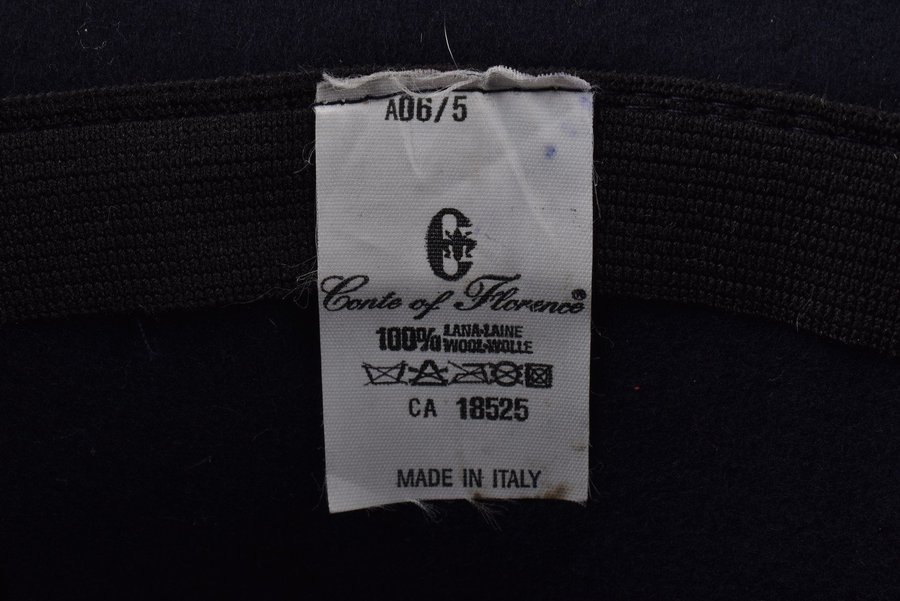 A06/5
C
Conte of Florence®
100% LANA-LAINE
WOOL-WOLLE
CA 18525
MADE IN ITALY